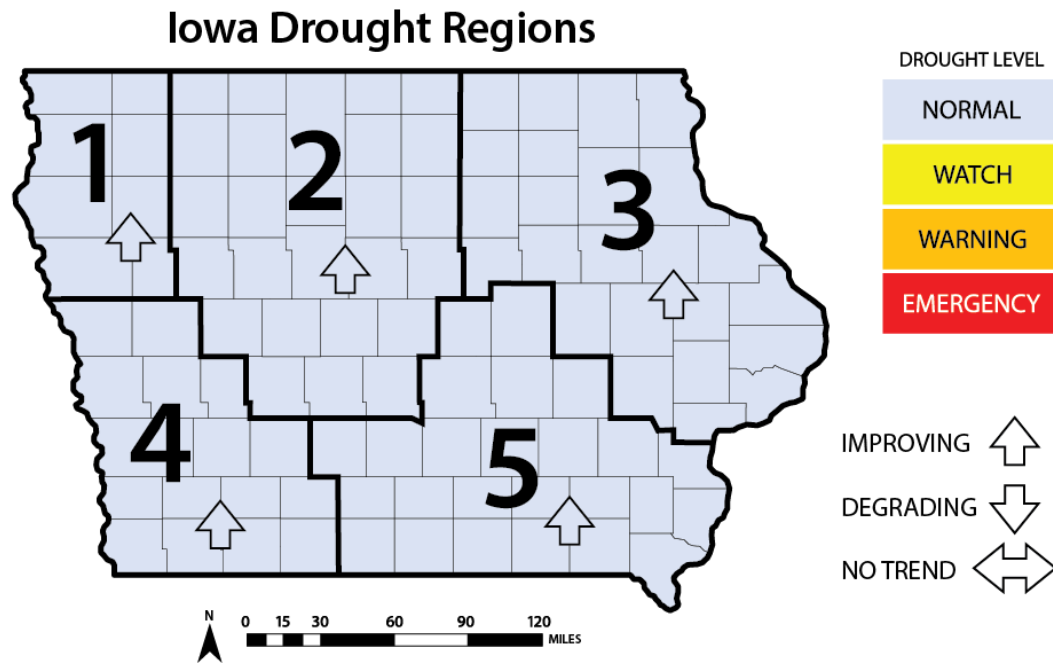 Iowa Drought Regions
DROUGHT LEVEL
NORMAL
WATCH
WARNING
EMERGENCY
1
2
3
4
5
IMPROVING
DEGRADING
NO TREND
N
0 15 30 60 90 120 MILES